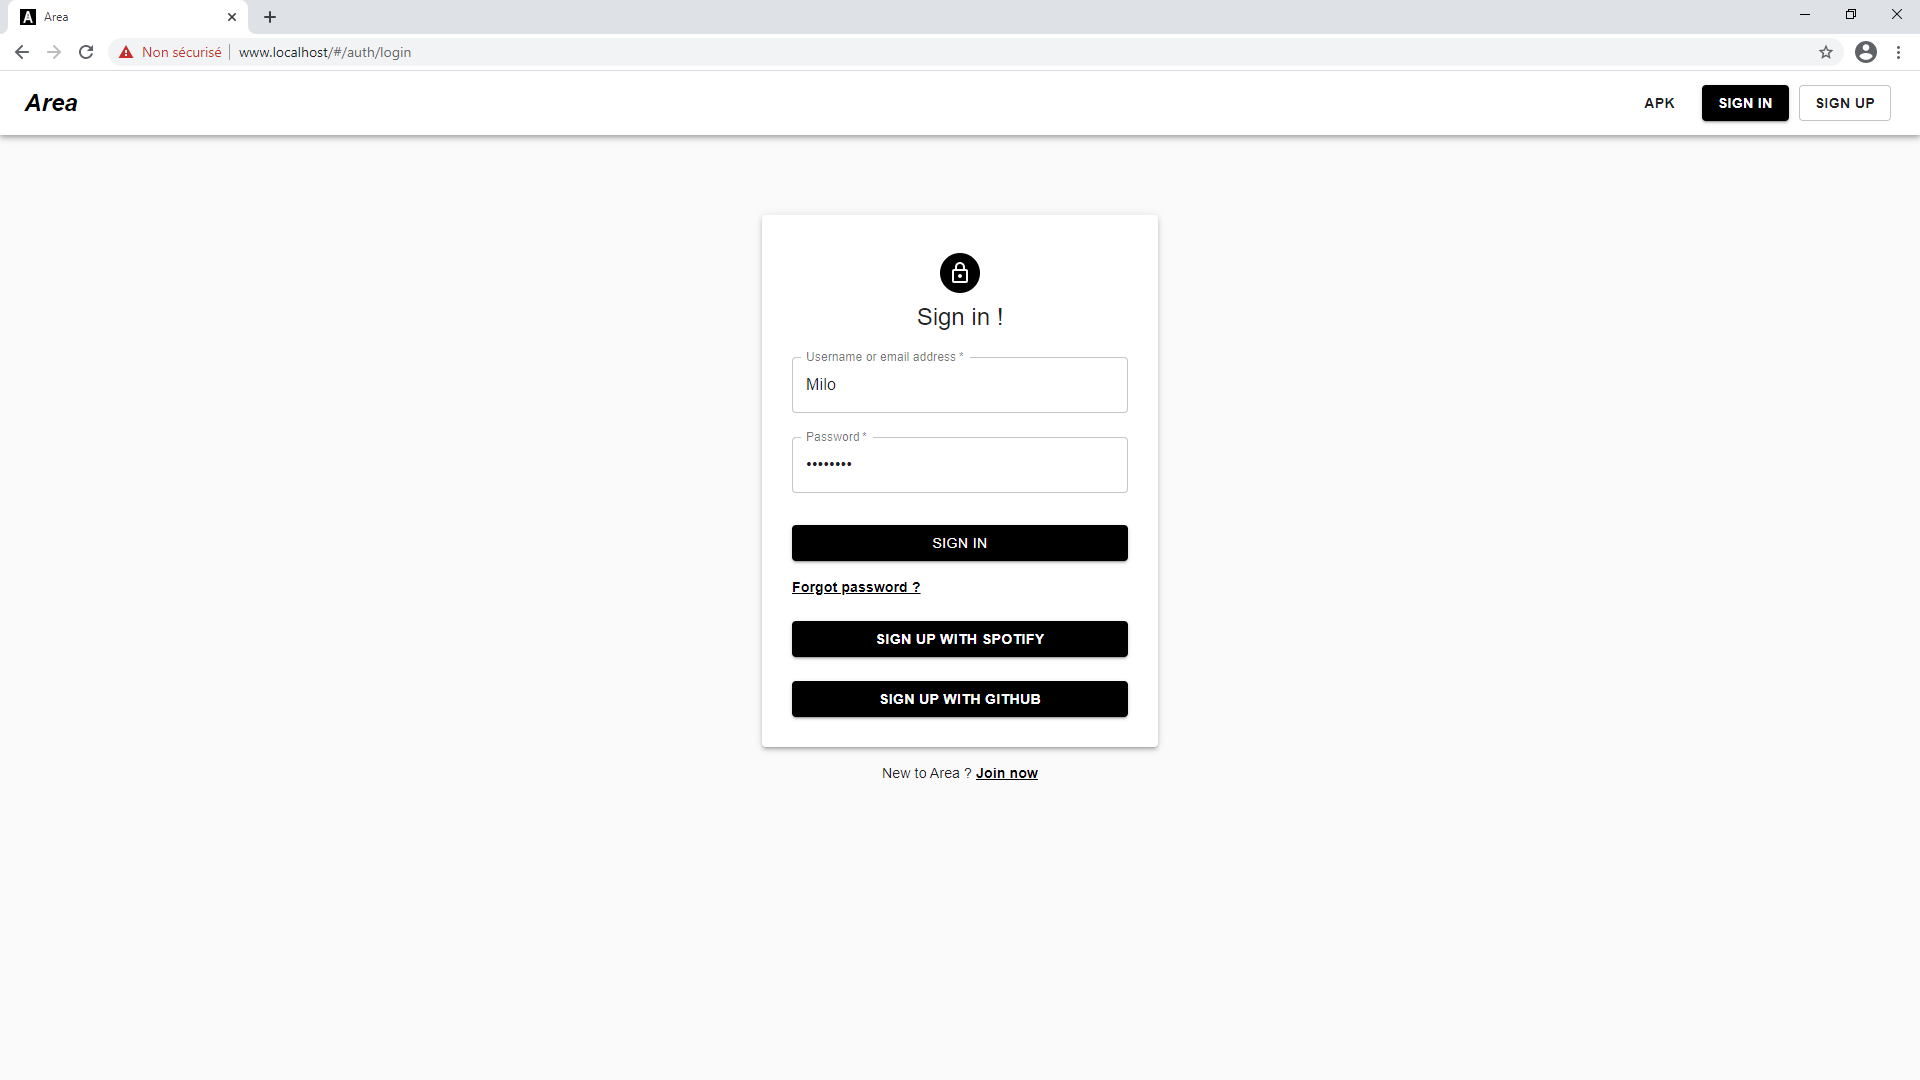 Area
Non sécurisé www.localhost/#/auth/login
Area
APK
SIGN IN
SIGN UP
Sign in !
Username or email address *
Milo
Password *
••••••••
SIGN IN
Forgot password ?
SIGN UP WITH SPOTIFY
SIGN UP WITH GITHUB
New to Area ? Join now